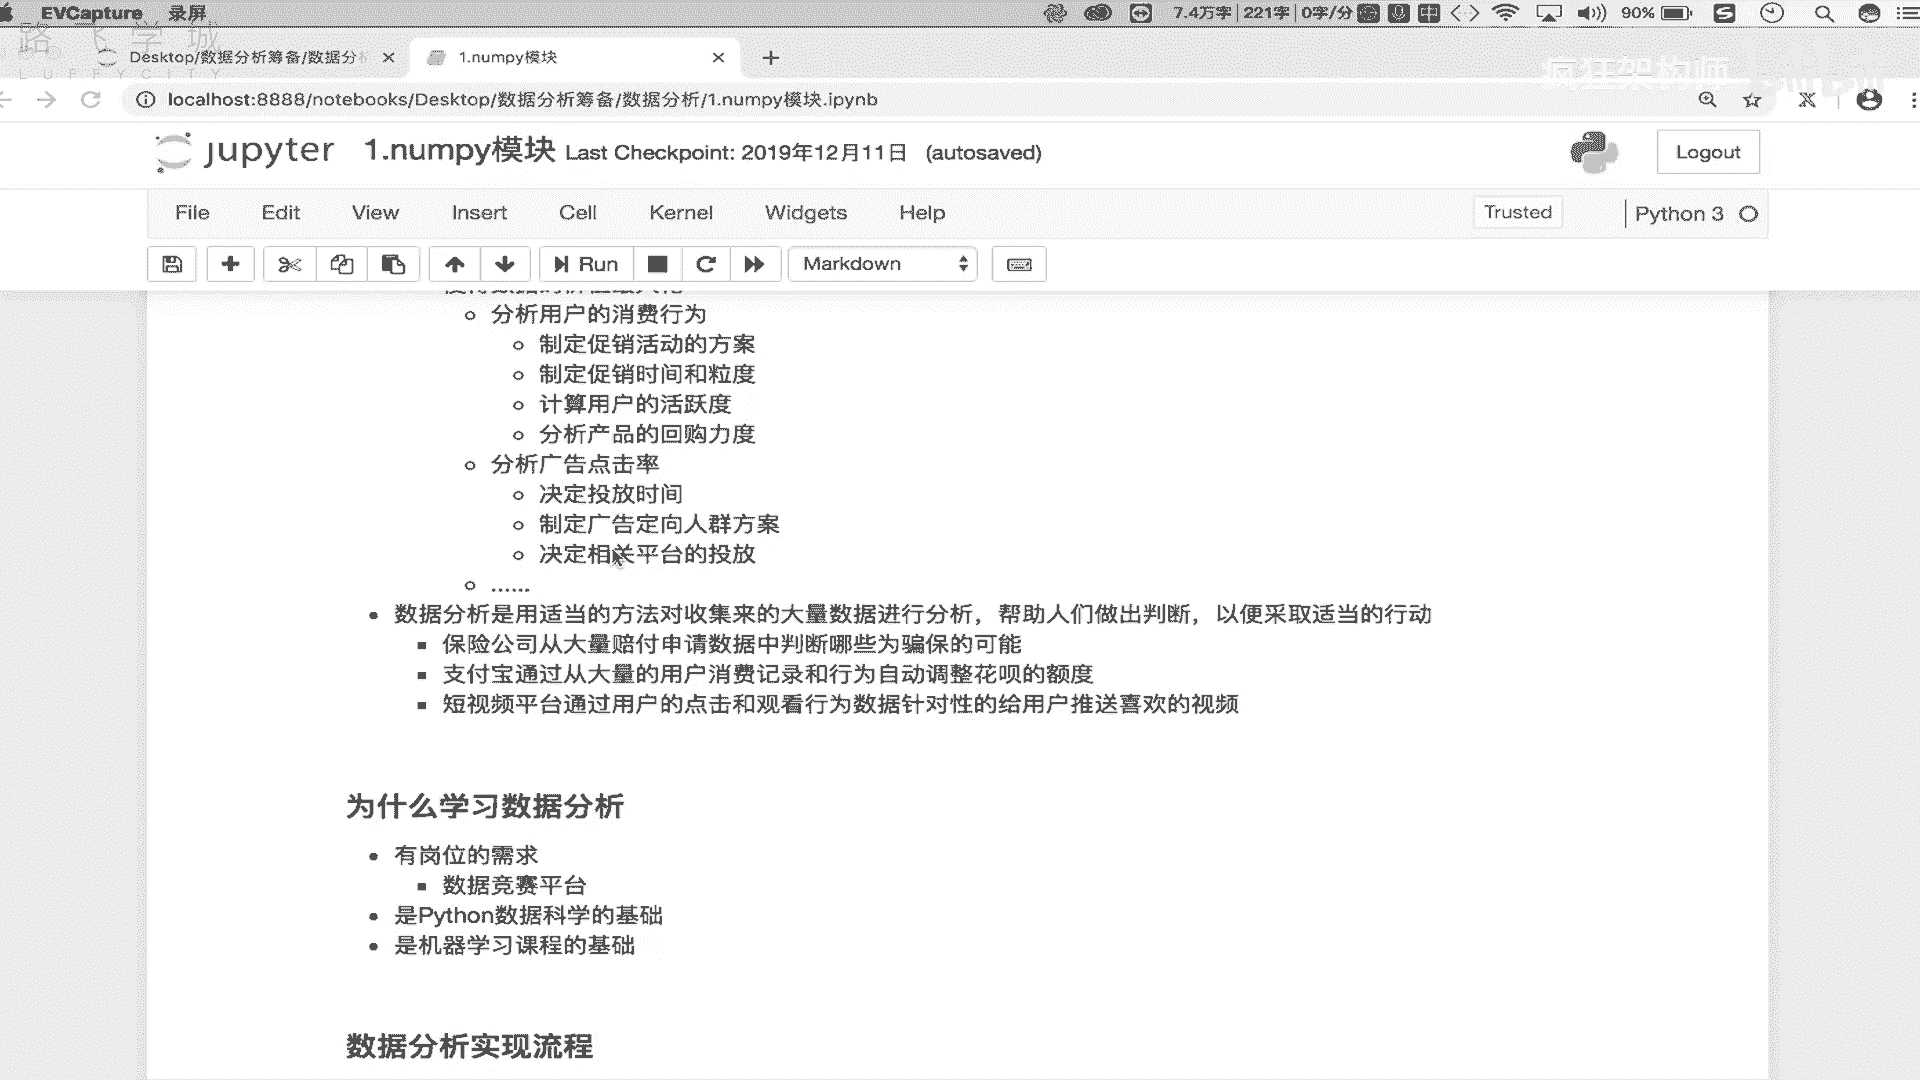 EVCapture 录屏 7.4万字 221字 0字/分 中 90%
路飞学城
LUFFYCITY
Desktop/数据分析筹备/数据分析 1.numpy模块
疯狂架构师
localhost:8888/notebooks/Desktop/数据分析筹备/数据分析/1.numpy模块.ipynb
jupyter 1.numpy模块 Last Checkpoint: 2019年12月11日 (autosaved) Logout
File Edit View Insert Cell Kernel Widgets Help Trusted Python 3
Run Markdown
分析用户的消费行为
制定促销活动的方案
制定促销时间和粒度
计算用户的活跃度
分析产品的回购力度
分析广告点击率
决定投放时间
制定广告定向人群方案
决定相关平台的投放
......
数据分析是用适当的方法对收集来的大量数据进行分析，帮助人们做出判断，以便采取适当的行动
保险公司从大量赔付申请数据中判断哪些为骗保的可能
支付宝通过从大量的用户消费记录和行为自动调整花呗的额度
短视频平台通过用户的点击和观看行为数据针对性的给用户推送喜欢的视频
为什么学习数据分析
有岗位的需求
数据竞赛平台
是Python数据科学的基础
是机器学习课程的基础
数据分析实现流程